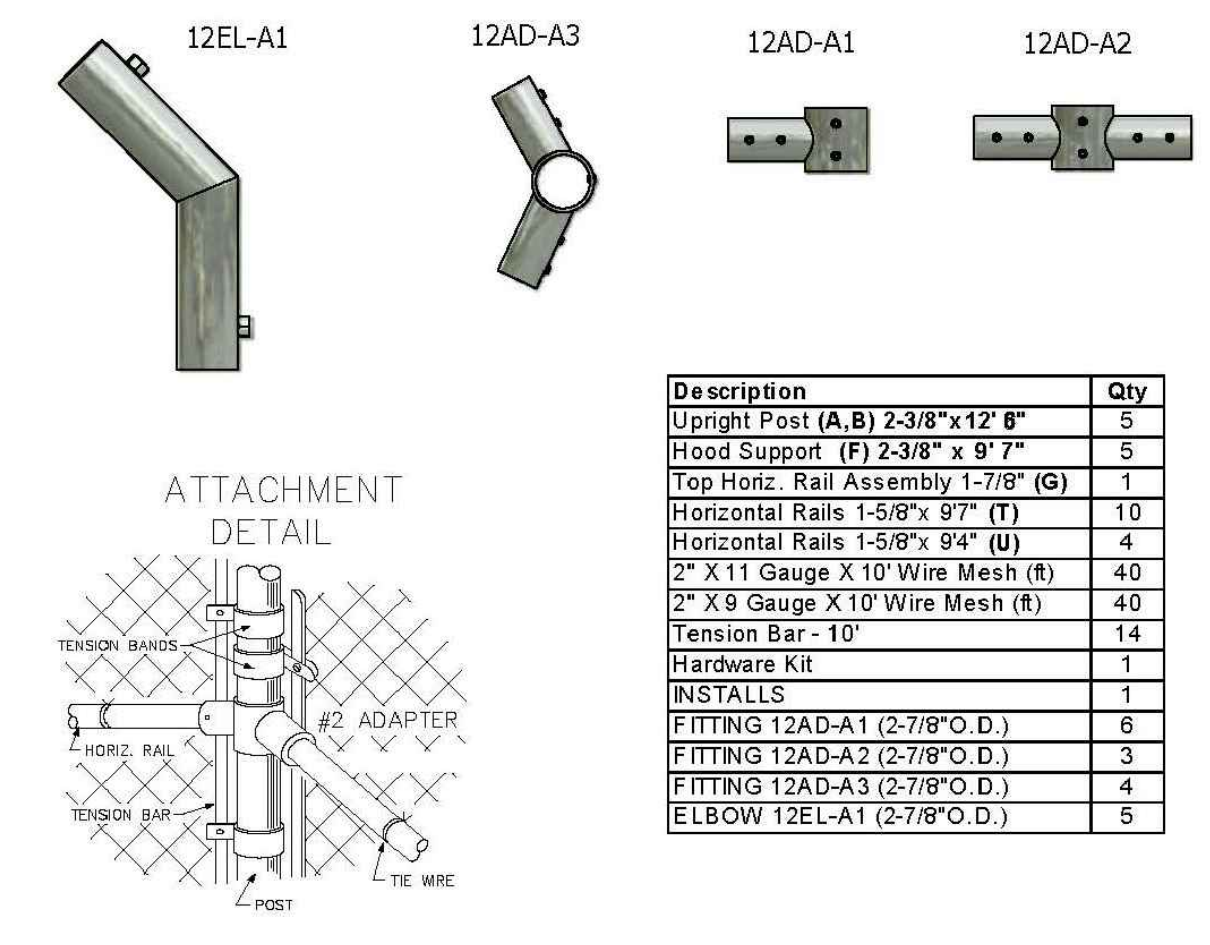 12EL-A1
12AD-A3
12AD-A1
12AD-A2
Description Qty
Upright Post (A,B) 2-3/8"x12' 6" 5
Hood Support (F) 2-3/8" x 9' 7" 5
Top Horiz. Rail Assembly 1-7/8" (G) 1
Horizontal Rails 1-5/8"x 9'7" (T) 10
Horizontal Rails 1-5/8"x 9'4" (U) 4
2" X 11 Gauge X 10' Wire Mesh (ft) 40
2" X 9 Gauge X 10' Wire Mesh (ft) 40
Tension Bar - 10' 14
Hardware Kit 1
INSTALLS 1
FITTING 12AD-A1 (2-7/8"O.D.) 6
FITTING 12AD-A2 (2-7/8"O.D.) 3
FITTING 12AD-A3 (2-7/8"O.D.) 4
ELBOW 12EL-A1 (2-7/8"O.D.) 5
ATTACHMENT
DETAIL
TENSION BANDS
#2 ADAPTER
HORIZ. RAIL
TENSION BAR
TIE WIRE
POST